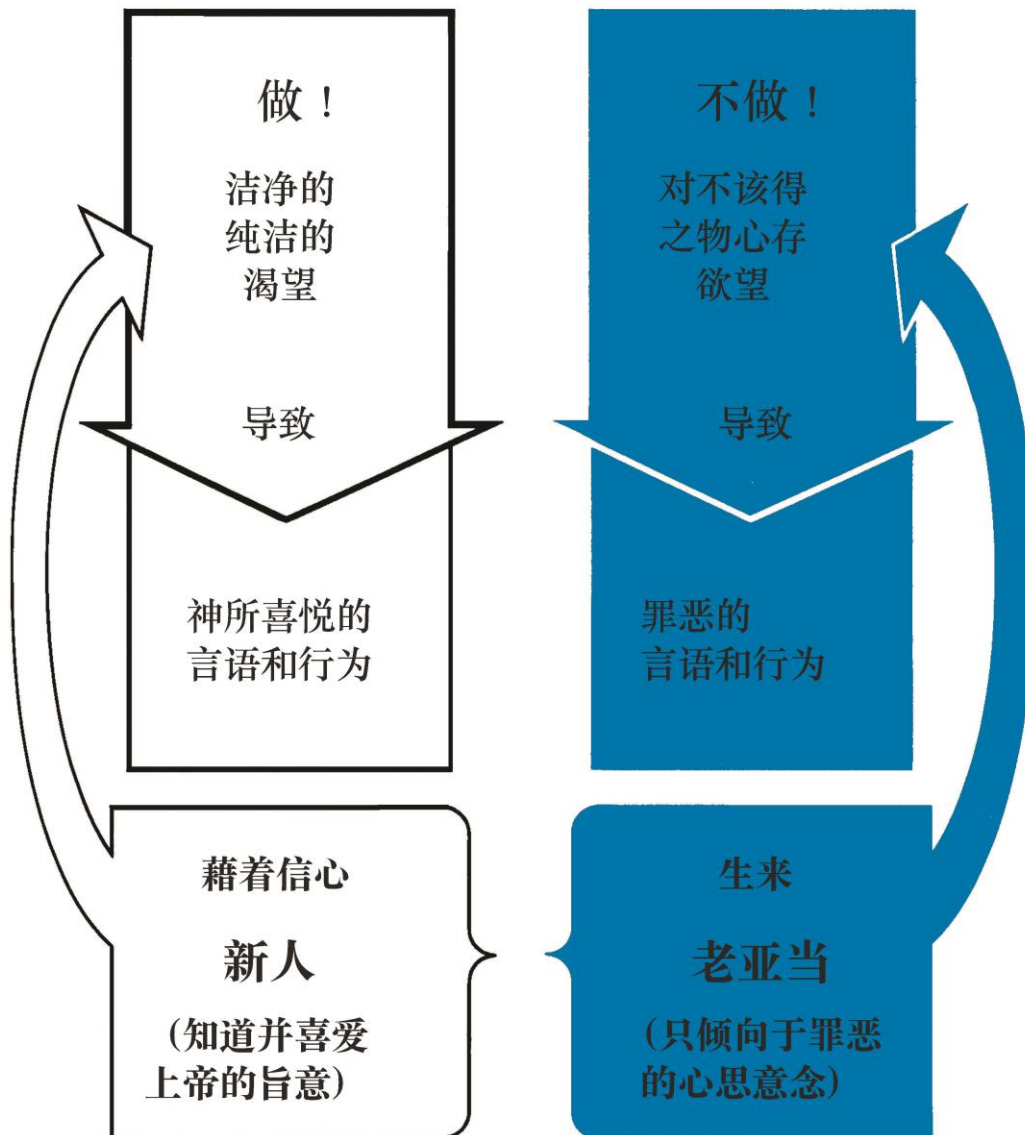 做！
洁净的
纯洁的
渴望
导致
神所喜悦的
言语和行为
藉着信心
新人
（知道并喜爱
上帝的旨意）
不做！
对不该得
之物心存
欲望
导致
罪恶的
言语和行为
生来
老亚当
（只倾向于罪恶
的心思意念）